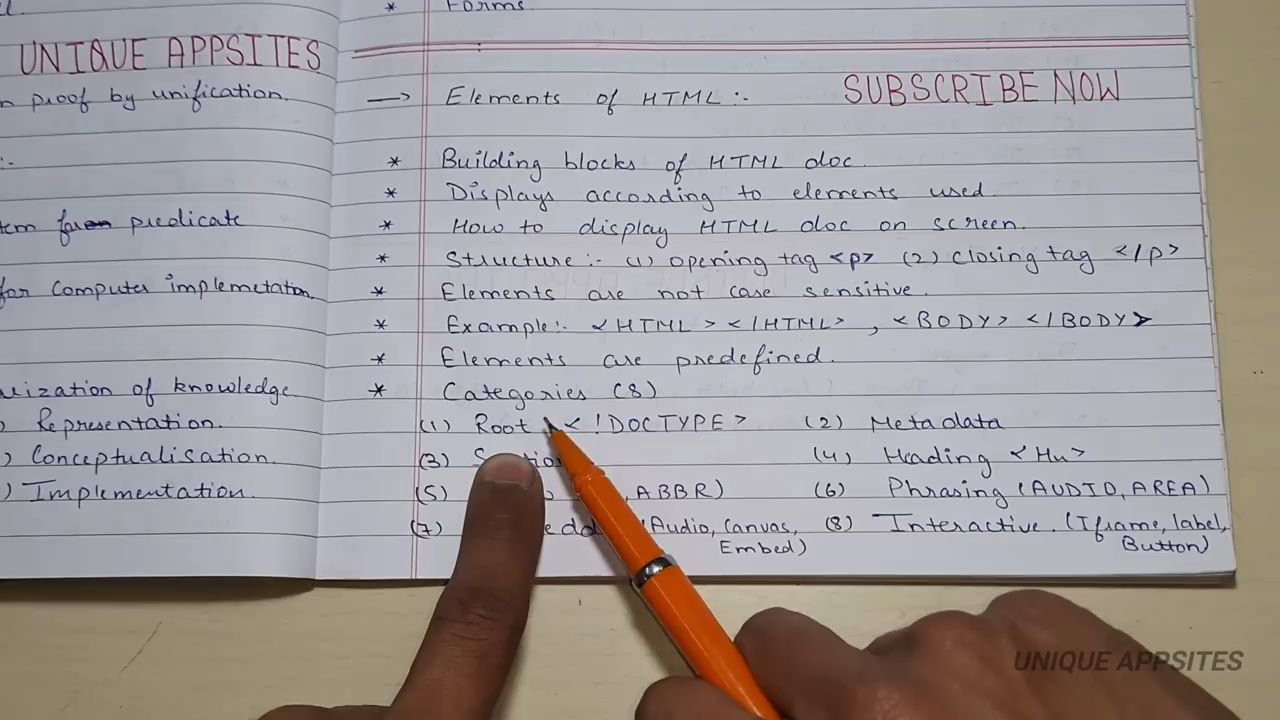 * Forms.
UNIQUE APPSITES
n proof by unification.
tem for predicate
for Computer implemetation.
ization of knowledge
Representation.
) Conceptualisation.
) Implementation.
SUBSCRIBE NOW
→ Elements of HTML :-
* Building blocks of HTML doc.
* Displays according to elements used.
* How to display HTML doc on screen.
* Structure :- (1) opening tag <p> (2) closing tag </p>
* Elements are not case sensitive.
* Example :- <HTML> </HTML>, <BODY> </BODY>
* Elements are predefined.
* Categories (8)
(1) Root <!DOCTYPE> (2) Metadata
(3) (4) Heading <Hn>
(5) , ABBR) (6) Phrasing (AUDIO, AREA)
(7) (Audio, Canvas, Embed) (8) Interactive. (Iframe, label, Button)
UNIQUE APPSITES